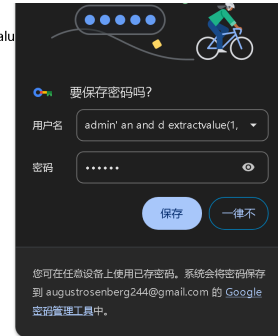 alu
要保存密码吗?
用户名
admin' an and d extractvalue(1,
密码
••••••
保存
一律不
您可在任意设备上使用已存密码。系统会将密码保存
到 augustrosenberg244@gmail.com 的 Google
密码管理工具中。